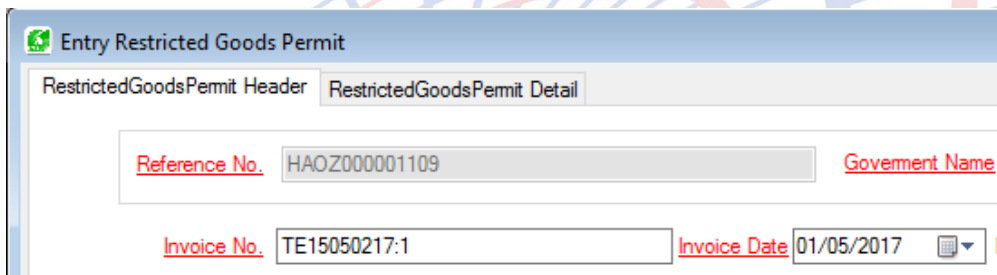 Entry Restricted Goods Permit
RestrictedGoodsPermit Header RestrictedGoodsPermit Detail
Reference No. HAOZ000001109 Goverment Name
Invoice No. TE15050217:1 Invoice Date 01/05/2017